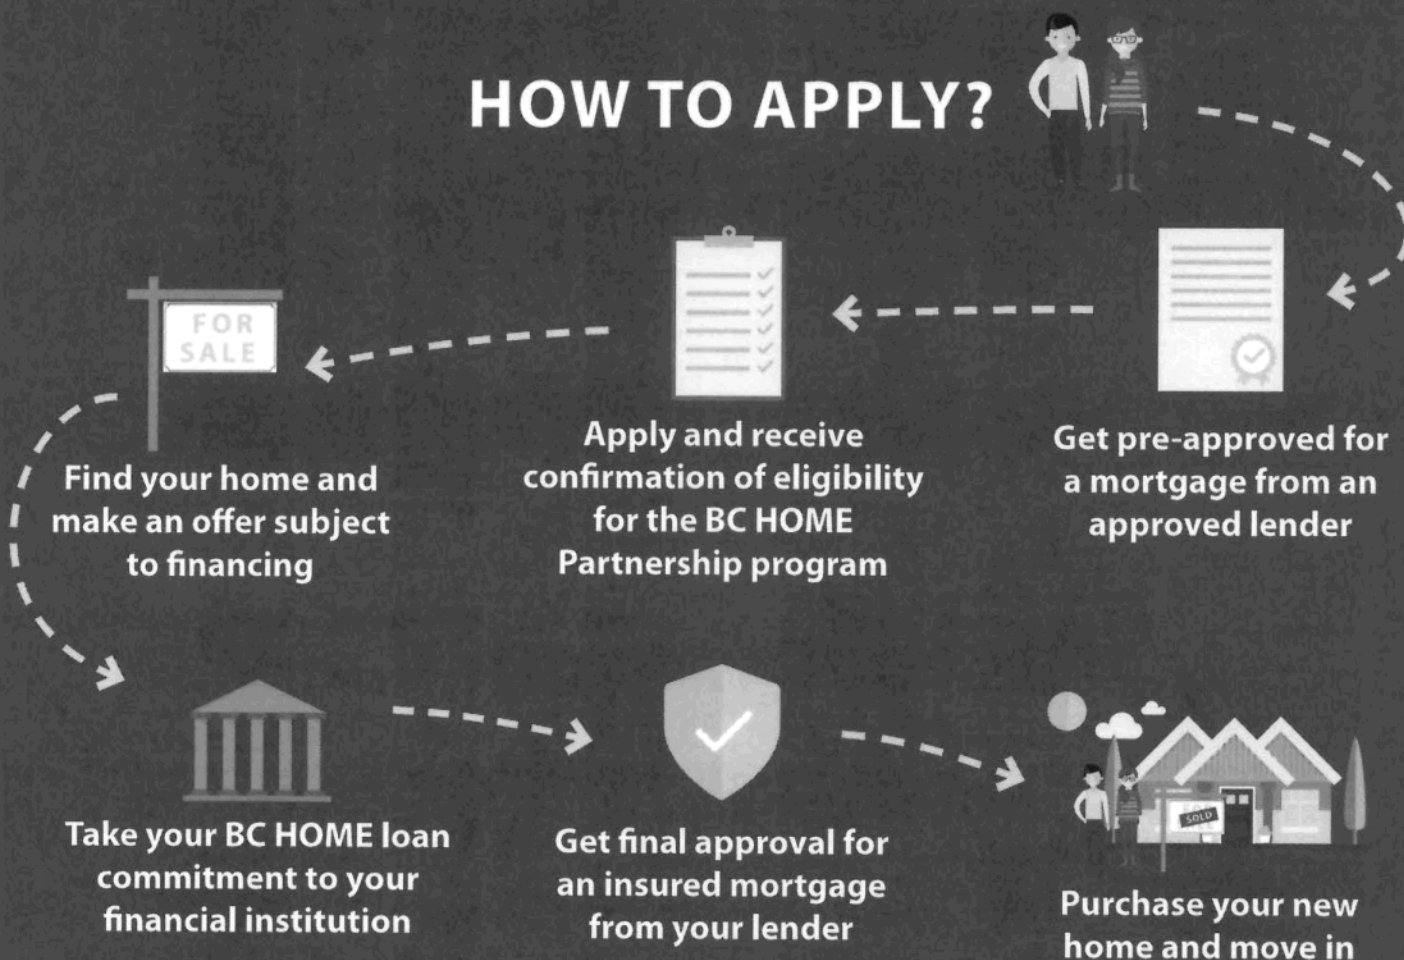 HOW TO APPLY?
Get pre-approved for
a mortgage from an
approved lender
Apply and receive
confirmation of eligibility
for the BC HOME
Partnership program
FOR
SALE
Find your home and
make an offer subject
to financing
Take your BC HOME loan
commitment to your
financial institution
Get final approval for
an insured mortgage
from your lender
SOLD
Purchase your new
home and move in